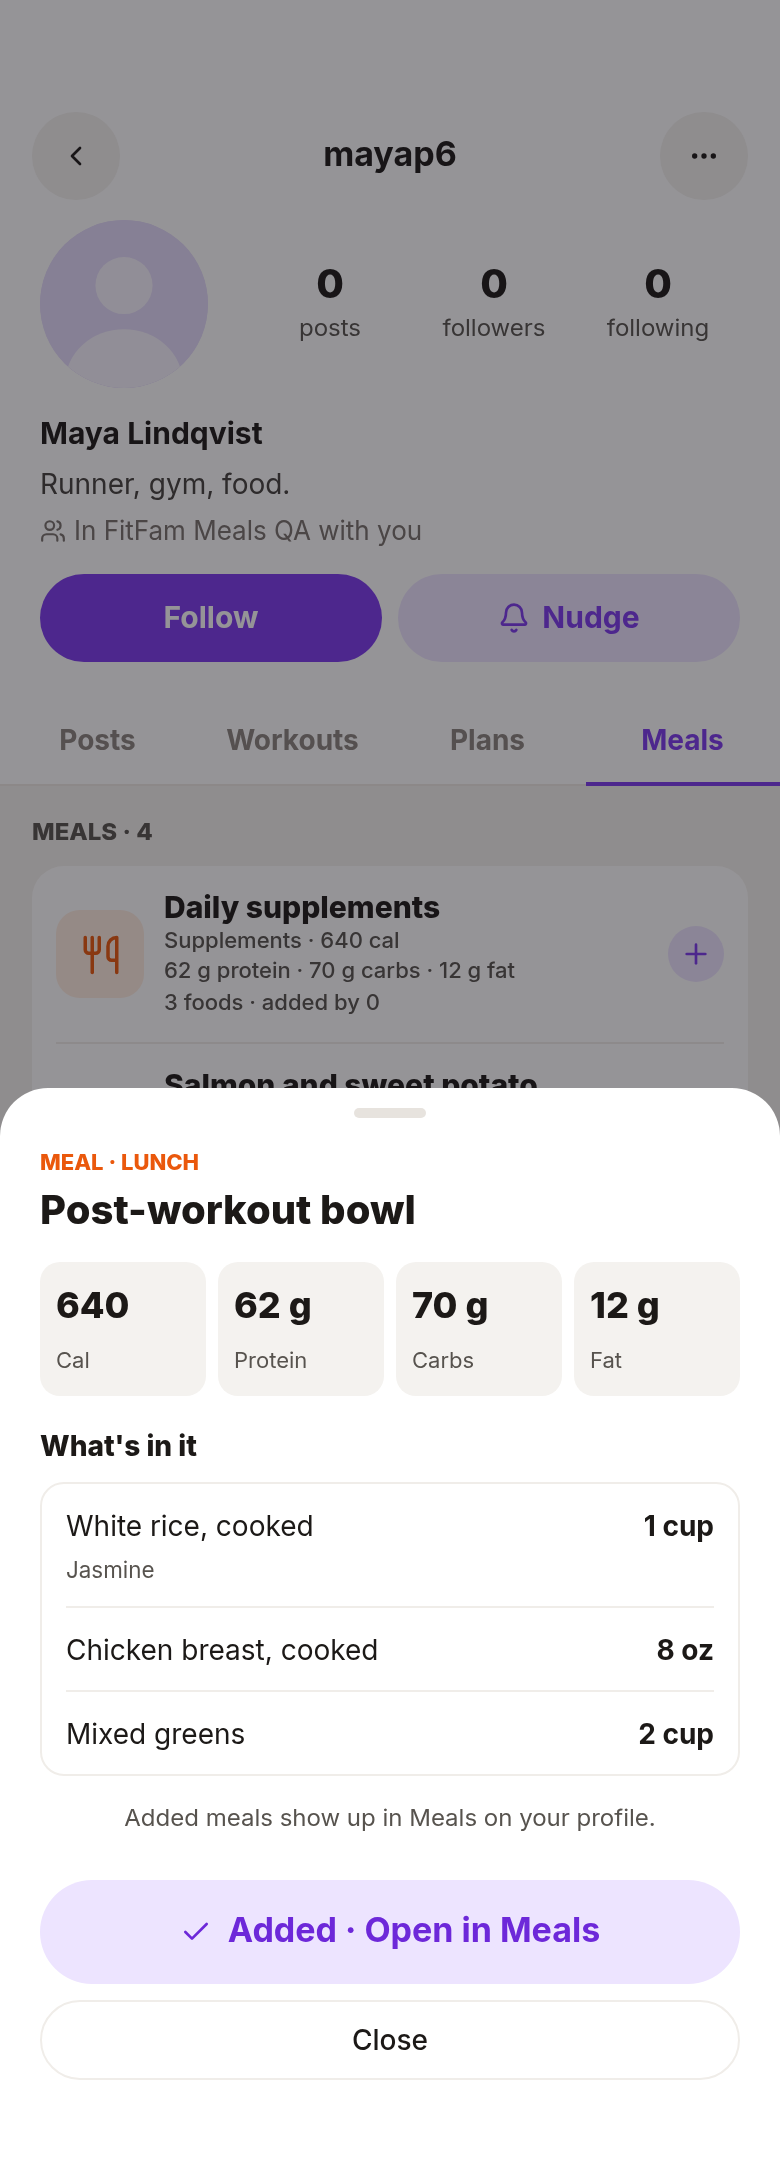 mayap6
0
0
0
posts
followers
following
Maya Lindqvist
Runner, gym, food.
In FitFam Meals QA with you
Follow
Nudge
Posts
Workouts
Plans
Meals
MEALS · 4
Daily supplements
Supplements · 640 cal
62 g protein · 70 g carbs · 12 g fat
3 foods · added by 0
Salmon and sweet potato
MEAL · LUNCH
Post-workout bowl
640
62 g
70 g
12 g
Cal
Protein
Carbs
Fat
What's in it
White rice, cooked
1 cup
Jasmine
Chicken breast, cooked
8 oz
Mixed greens
2 cup
Added meals show up in Meals on your profile.
Added · Open in Meals
Close